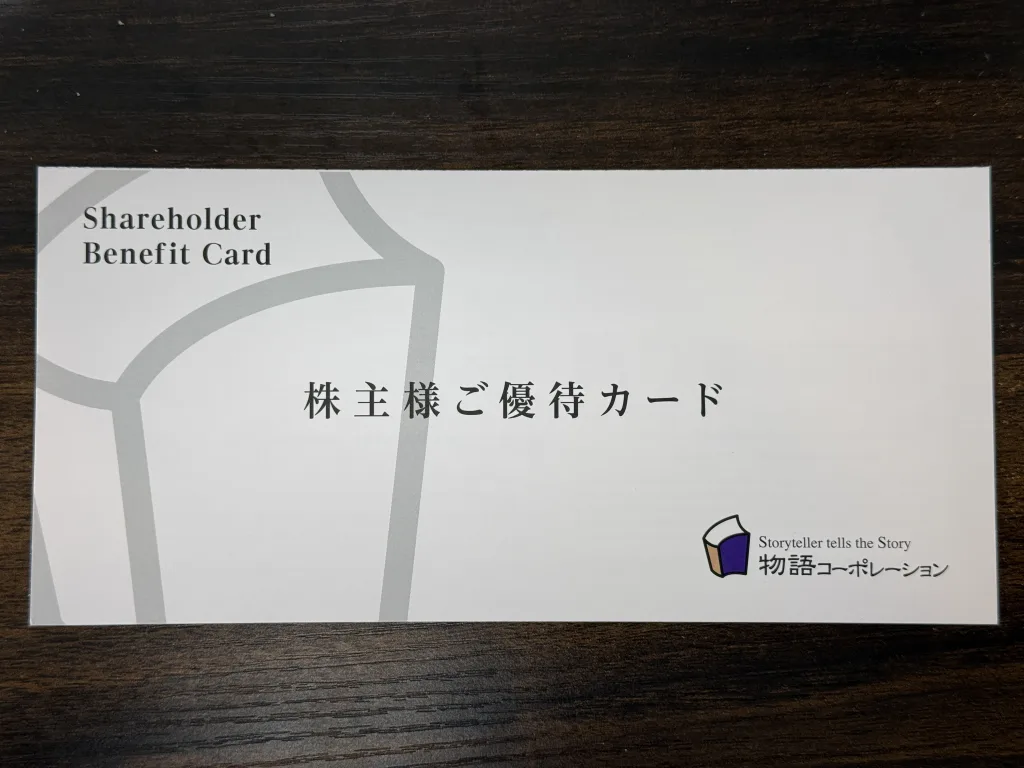 Shareholder
Benefit Card
株主様ご優待カード
Storyteller tells the Story
物語コーポレーション